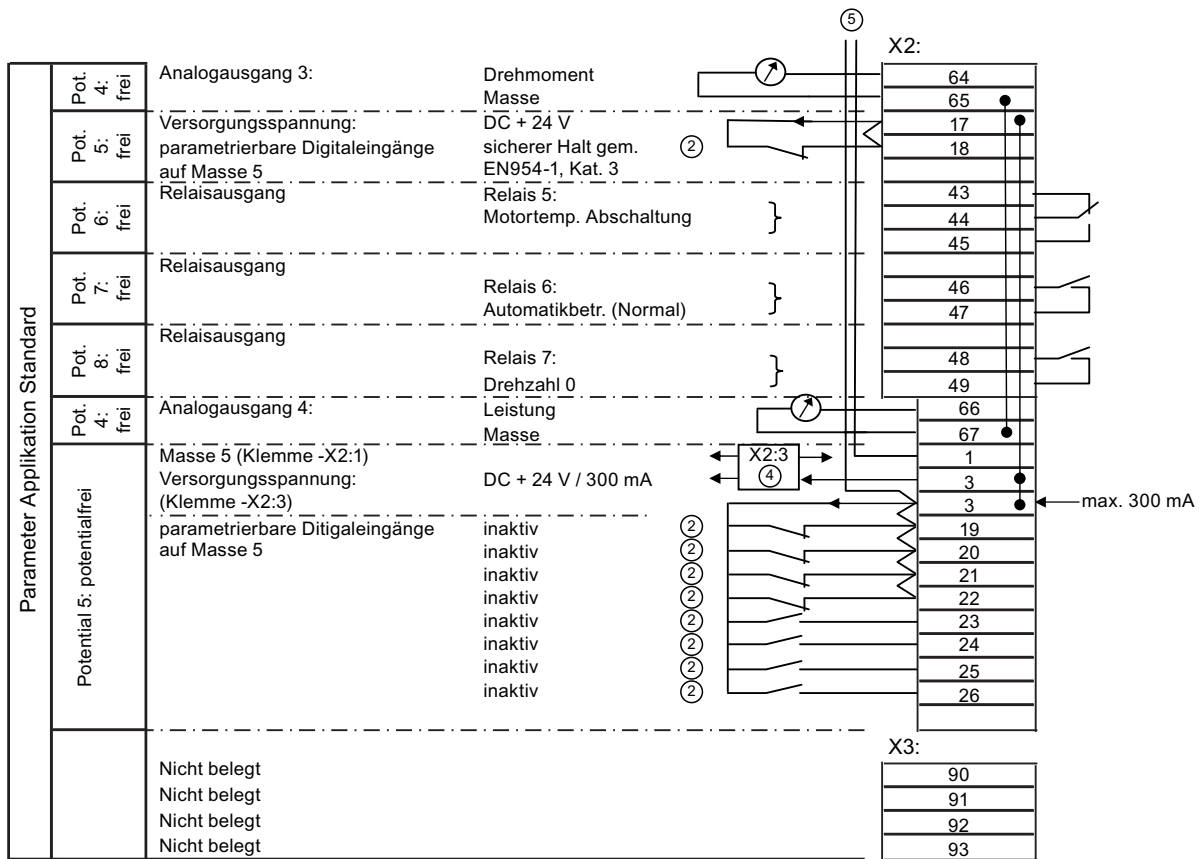 5
X2:
Parameter Applikation Standard
Pot. 4: frei
Analogausgang 3:
Drehmoment
64
Masse
65
Pot. 5: frei
Versorgungsspannung:
DC + 24 V
17
parametrierbare Digitaleingänge
sicherer Halt gem.
2
18
auf Masse 5
EN954-1, Kat. 3
Pot. 6: frei
Relaisausgang
Relais 5:
43
Motortemp. Abschaltung
}
44
45
Pot. 7: frei
Relaisausgang
Relais 6:
46
Automatikbetr. (Normal)
}
47
Pot. 8: frei
Relaisausgang
Relais 7:
48
Drehzahl 0
}
49
Pot. 4: frei
Analogausgang 4:
Leistung
66
Masse
67
Potential 5: potentialfrei
Masse 5 (Klemme -X2:1)
X2:3
1
Versorgungsspannung:
DC + 24 V / 300 mA
4
3
(Klemme -X2:3)
3
max. 300 mA
parametrierbare Ditigaleingänge
inaktiv
2
19
auf Masse 5
inaktiv
2
20
inaktiv
2
21
inaktiv
2
22
inaktiv
2
23
inaktiv
2
24
inaktiv
2
25
inaktiv
2
26
X3:
Nicht belegt
90
Nicht belegt
91
Nicht belegt
92
Nicht belegt
93